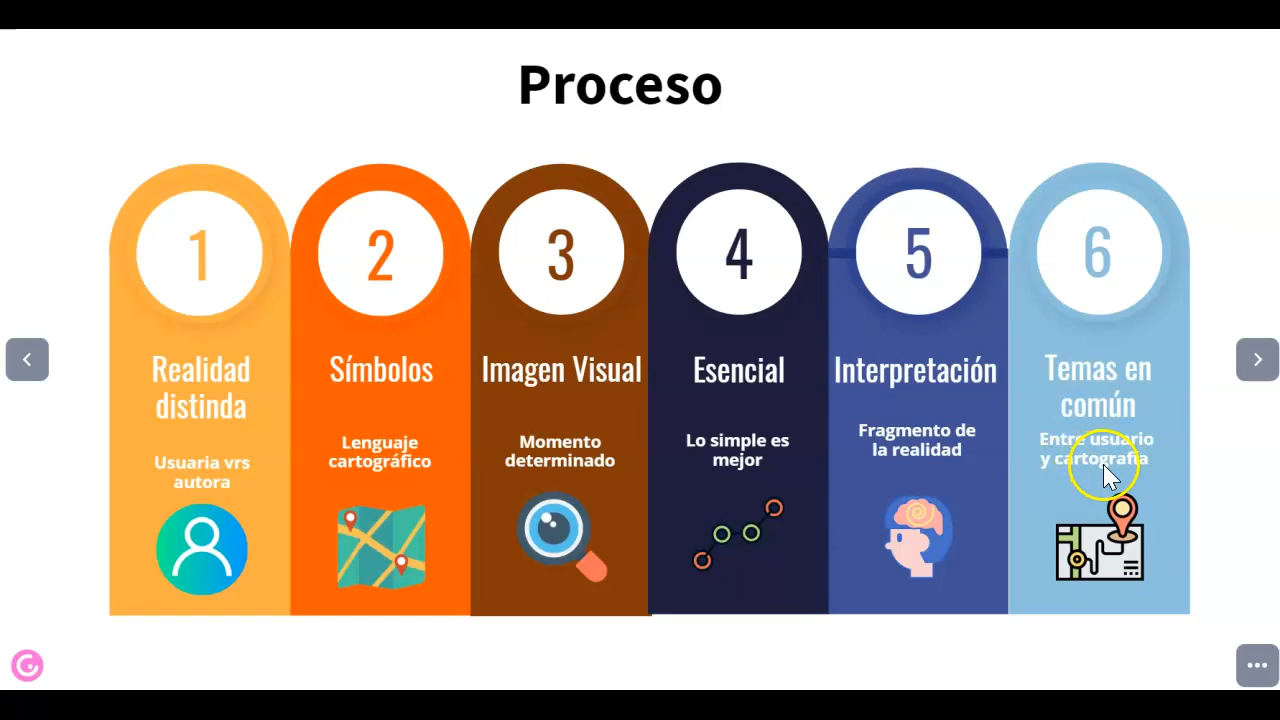 Proceso
1
Realidad
distinda
Usuaria vrs
autora
2
Símbolos
Lenguaje
cartográfico
3
Imagen Visual
Momento
determinado
4
Esencial
Lo simple es
mejor
5
Interpretación
Fragmento de
la realidad
6
Temas en
común
Entre usuario
y cartografía